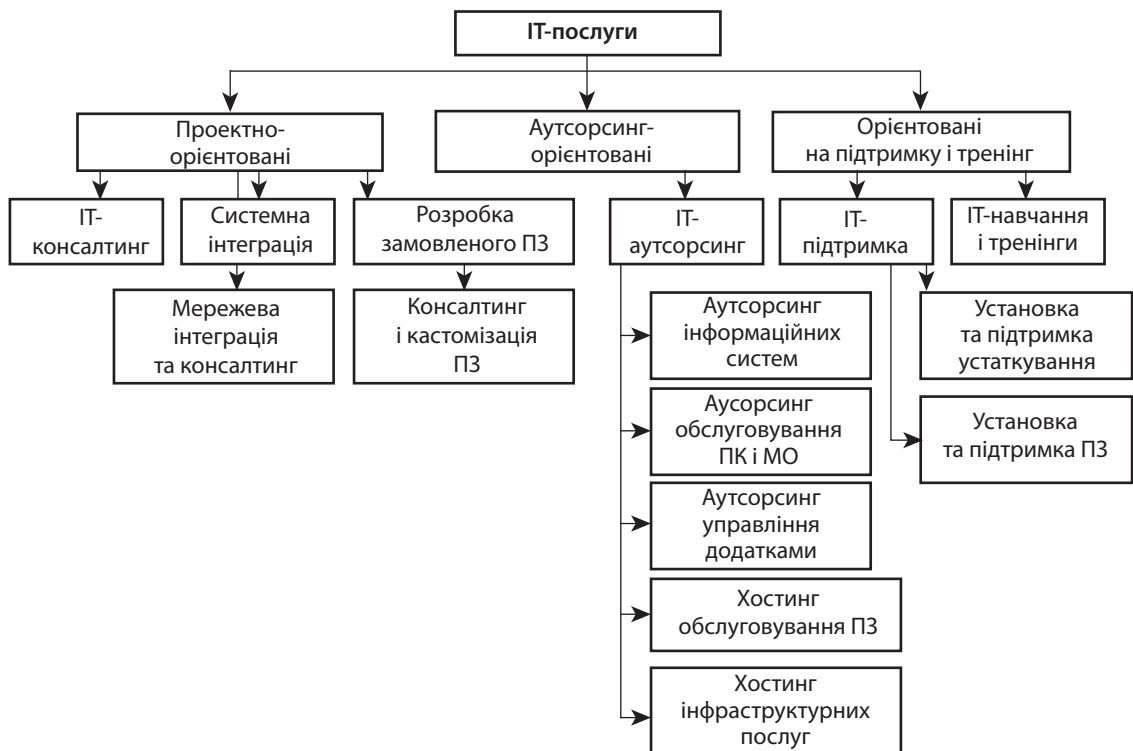 ІТ-послуги
Проектно-
орієнтовані
Аутсорсинг-
орієнтовані
Орієнтовані
на підтримку і тренінг
ІТ-
консалтинг
Системна
інтеграція
Розробка
замовленого ПЗ
ІТ-
аутсорсинг
ІТ-
підтримка
ІТ-навчання
і тренінги
Мережева
інтеграція
та консалтинг
Консалтинг
і кастомізація
ПЗ
Аутсорсинг
інформаційних
систем
Установка
та підтримка
устаткування
Аусорсинг
обслуговування
ПК і МО
Установка
та підтримка ПЗ
Аутсорсинг
управління
додатками
Хостинг
обслуговування ПЗ
Хостинг
інфраструктурних
послуг